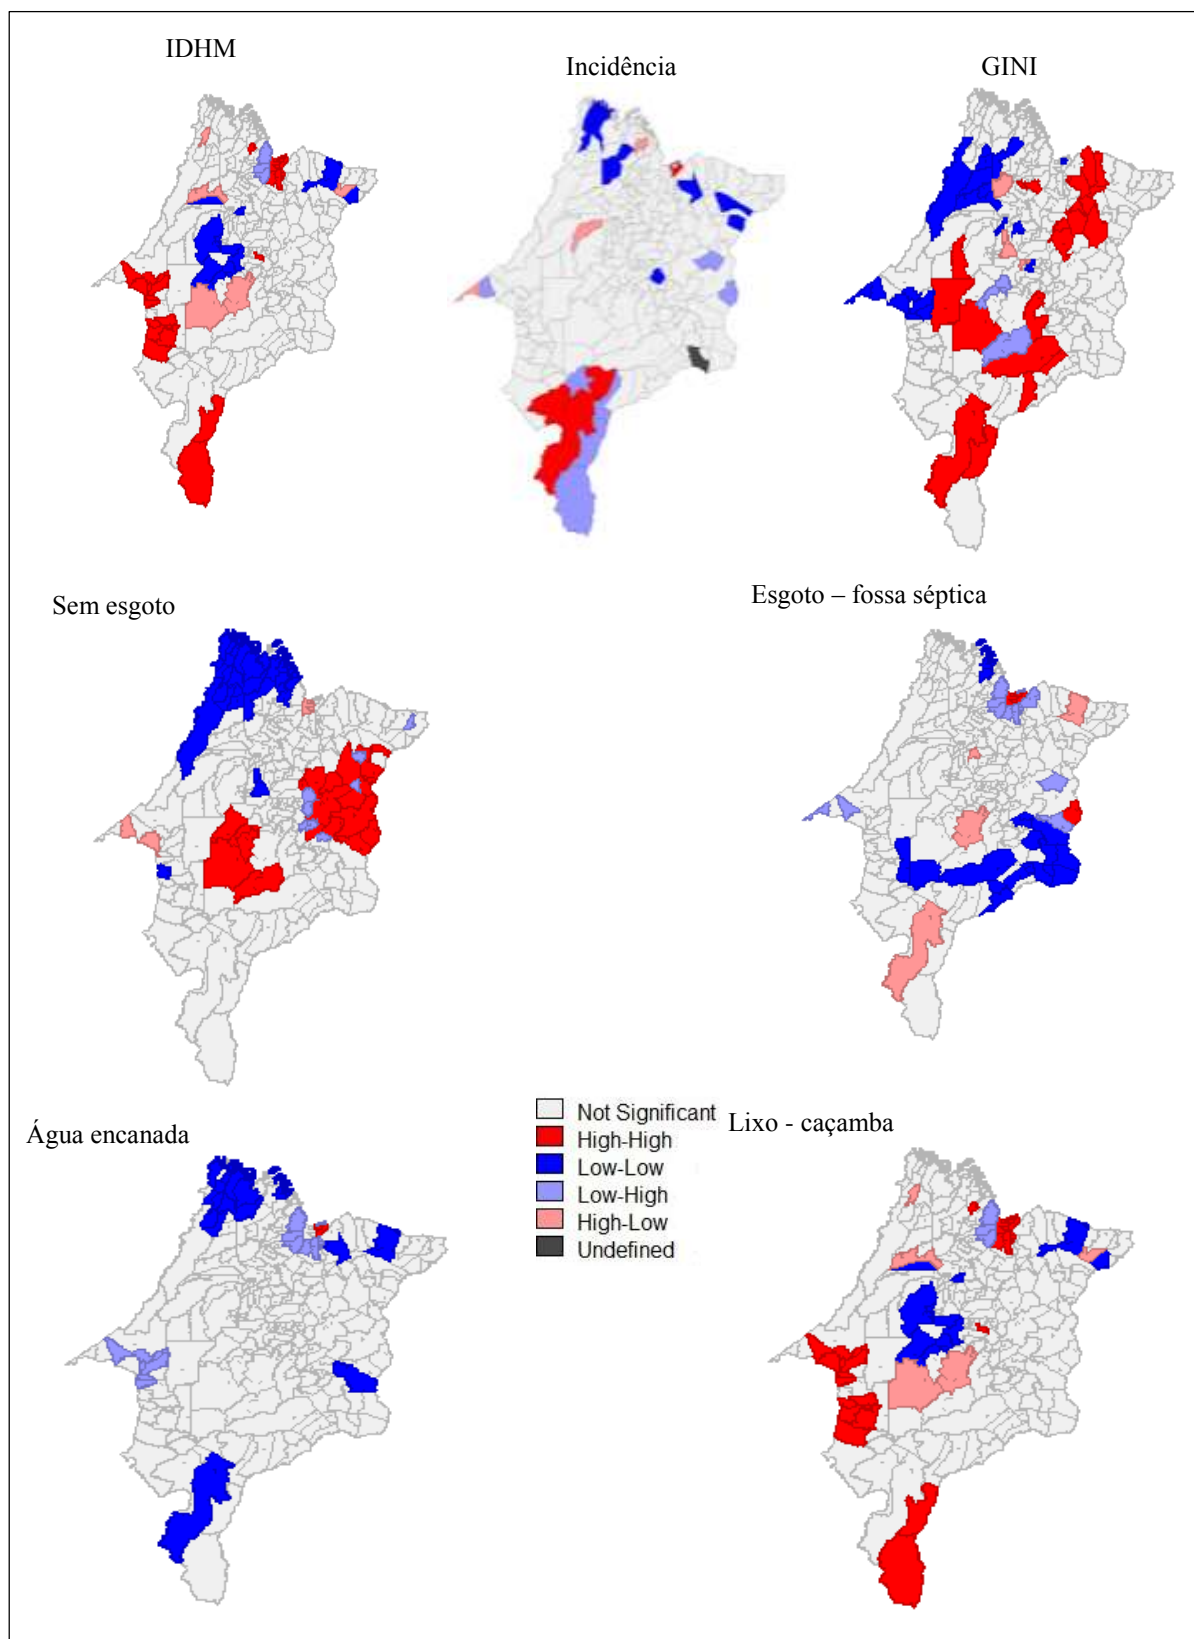 IDHM
Incidência
GINI
Sem esgoto
Esgoto – fossa séptica
Água encanada
Not Significant
High-High
Low-Low
Low-High
High-Low
Undefined
Lixo - caçamba